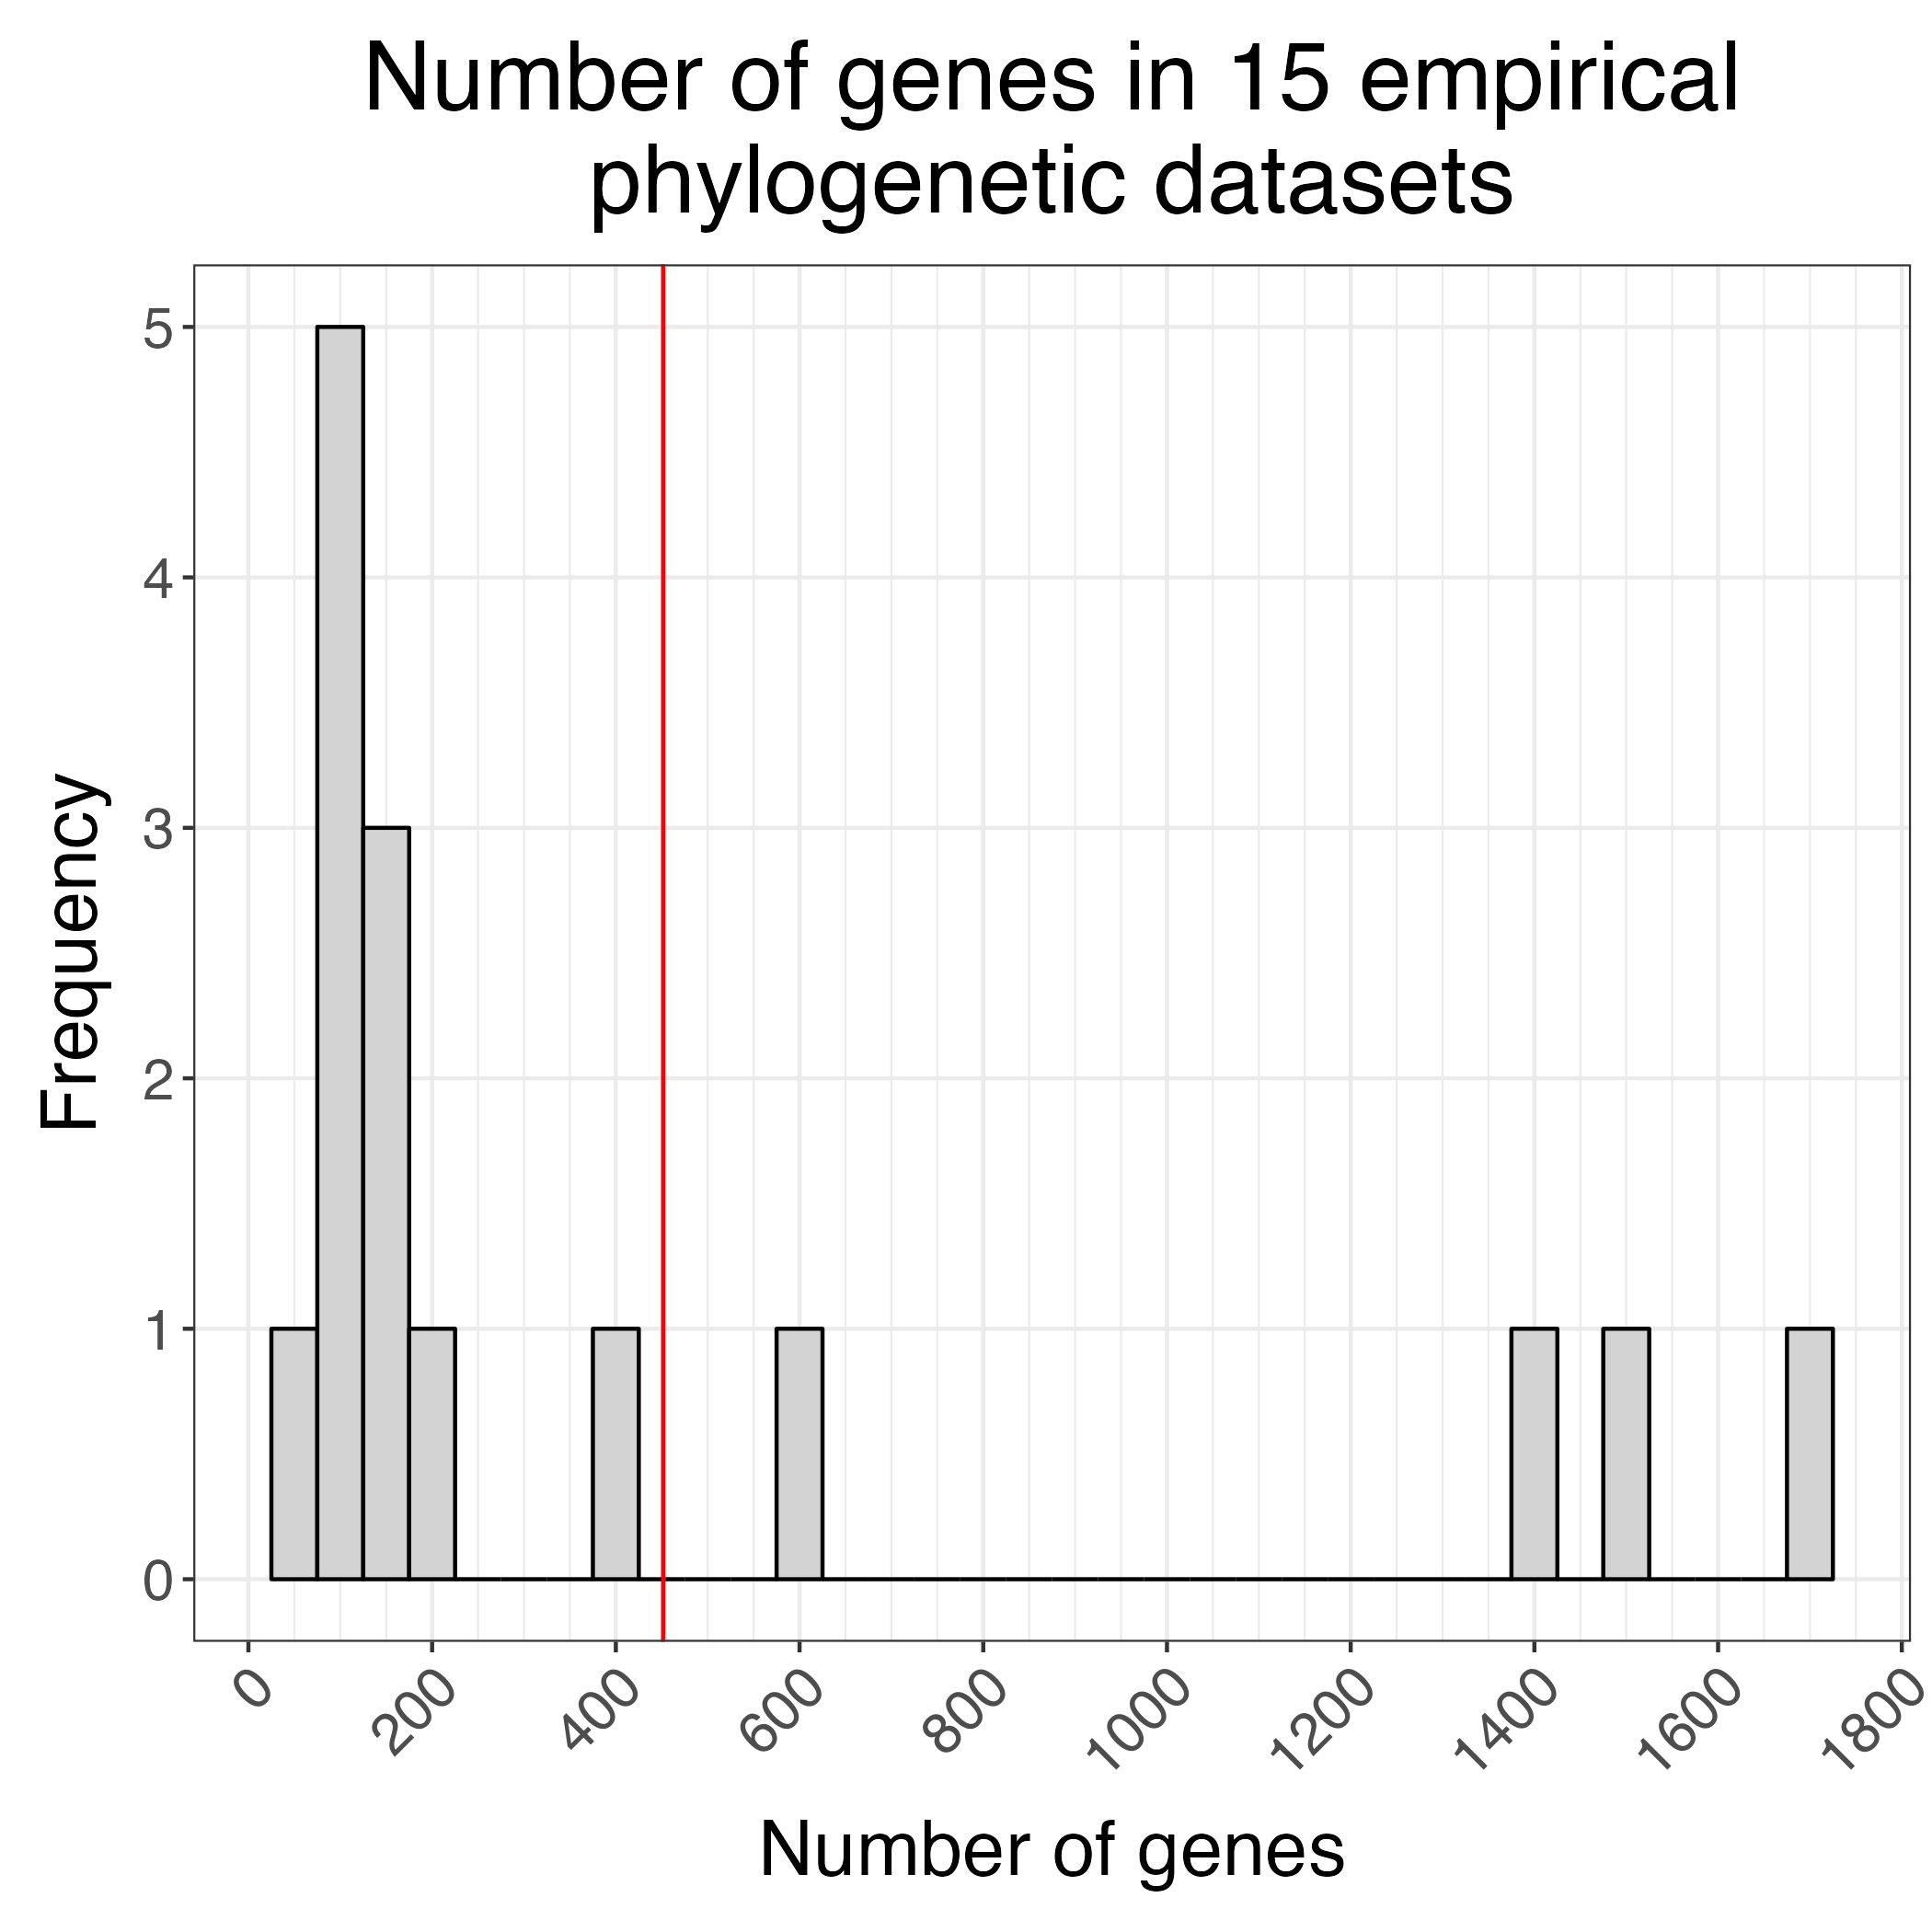 Number of genes in 15 empirical
phylogenetic datasets
Frequency
5
4
3
2
1
0
0 200 400 600 800 1000 1200 1400 1600 1800
Number of genes